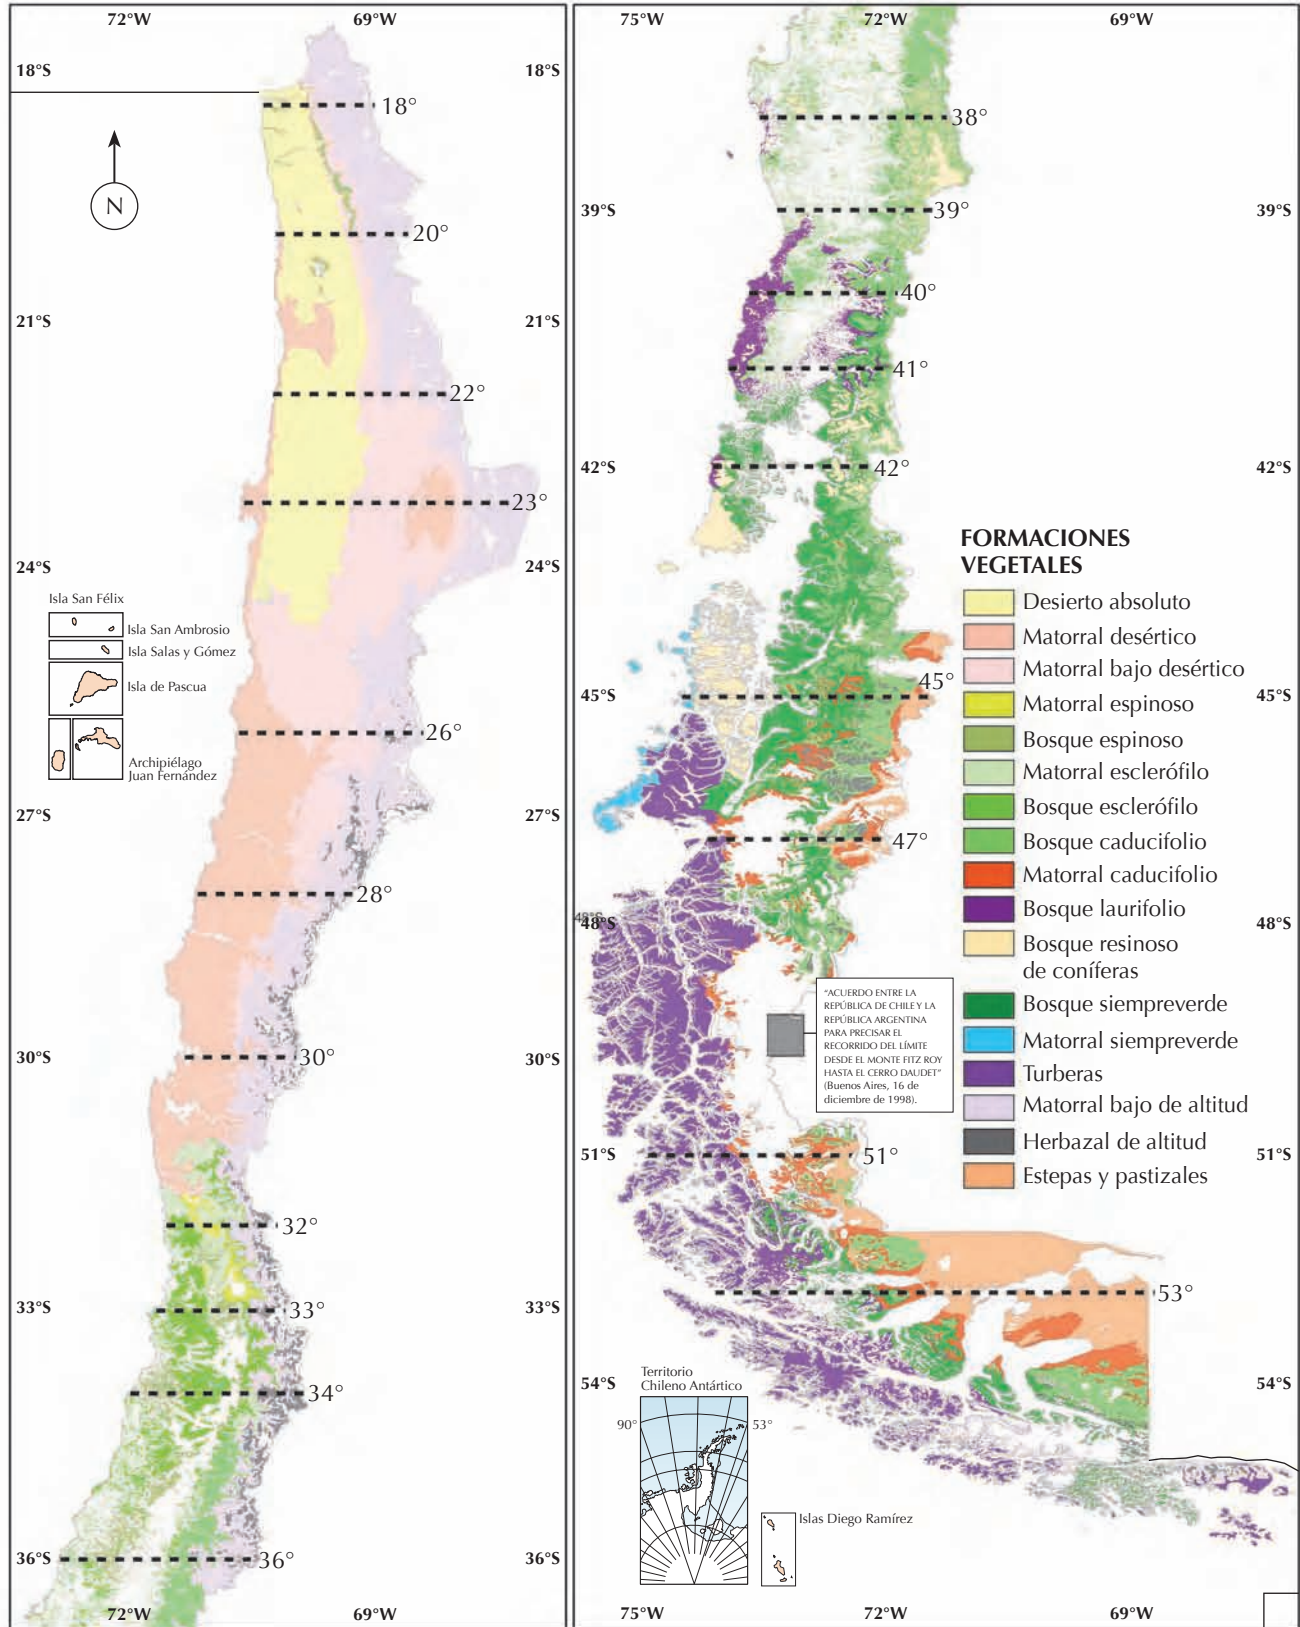 72°W 69°W
18°S 18°S
18°
N
20°
21°S 21°S
22°
23°
24°S 24°S
Isla San Félix
Isla San Ambrosio
Isla Salas y Gómez
Isla de Pascua
Archipiélago
Juan Fernández
26°
27°S 27°S
28°
30°S 30°S
30°
32°
33°S 33°S
33°
34°
36°S 36°S
36°
72°W 69°W
75°W 72°W 69°W
38°
39°S 39°S
39°
40°
41°
42°S 42°S
42°
FORMACIONES
VEGETALES
Desierto absoluto
Matorral desértico
Matorral bajo desértico
Matorral espinoso
Bosque espinoso
Matorral esclerófilo
Bosque esclerófilo
Bosque caducifolio
Matorral caducifolio
Bosque laurifolio
Bosque resinoso
de coníferas
Bosque siempreverde
Matorral siempreverde
Turberas
Matorral bajo de altitud
Herbazal de altitud
Estepas y pastizales
45°
45°S 45°S
47°
48°S
48°S 48°S
"ACUERDO ENTRE LA
REPÚBLICA DE CHILE Y LA
REPÚBLICA ARGENTINA
PARA PRECISAR EL
RECORRIDO DEL LÍMITE
DESDE EL MONTE FITZ ROY
HASTA EL CERRO DAUDET"
(Buenos Aires, 16 de
diciembre de 1998).
51°S 51°S
51°
53°
54°S 54°S
Territorio
Chileno Antártico
90° 53°
Islas Diego Ramírez
75°W 72°W 69°W